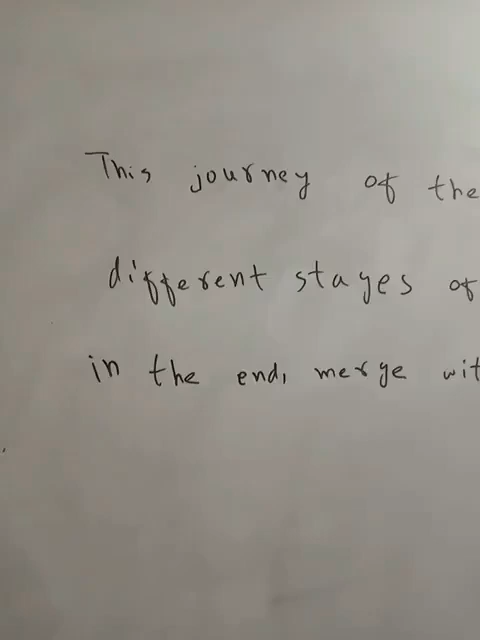 This journey of the
different stages of
in the end, merge wit